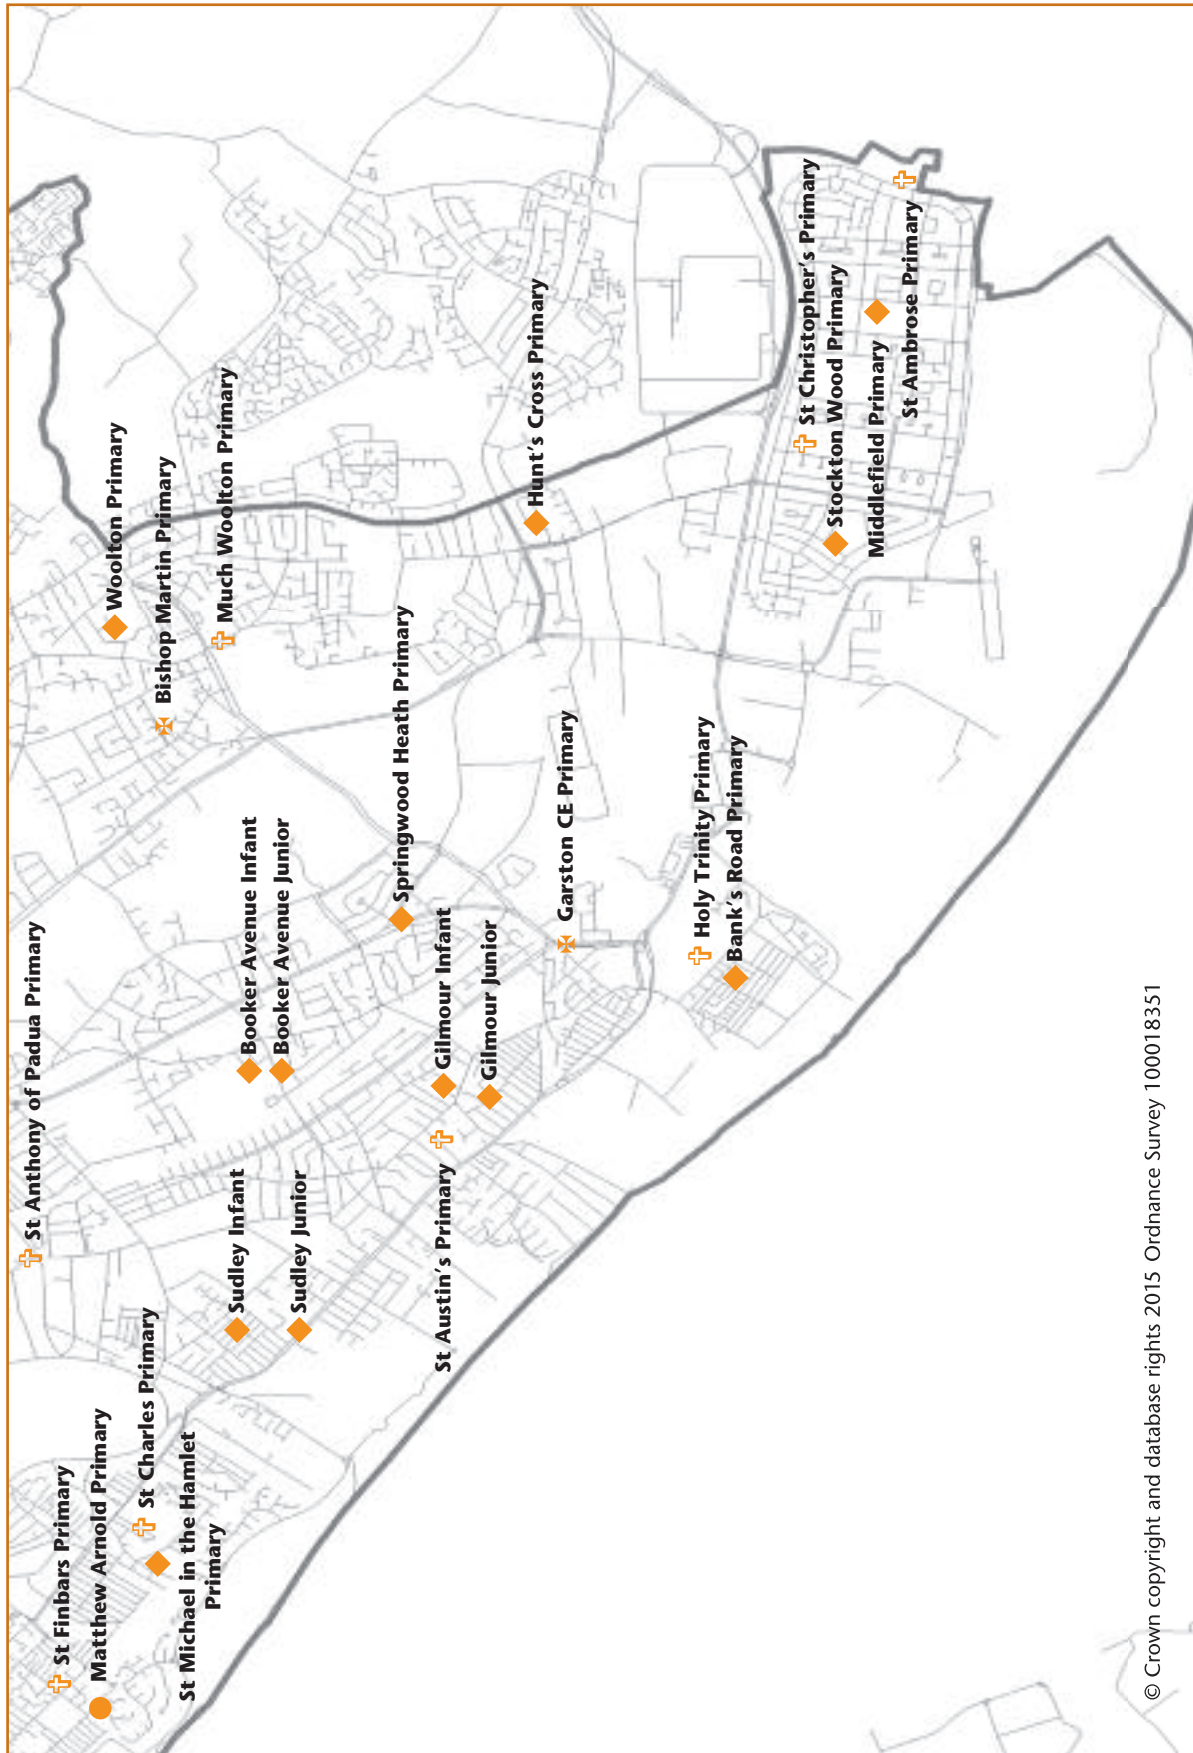 St Finbars Primary
Matthew Arnold Primary
St Charles Primary
St Michael in the Hamlet
Primary
St Anthony of Padua Primary
Sudley Infant
Sudley Junior
Booker Avenue Infant
Booker Avenue Junior
St Austin's Primary
Gilmour Infant
Gilmour Junior
Springwood Heath Primary
Woolton Primary
Bishop Martin Primary
Much Woolton Primary
Garston CE Primary
Holy Trinity Primary
Bank's Road Primary
Hunt's Cross Primary
St Christopher's Primary
Stockton Wood Primary
Middlefield Primary
St Ambrose Primary
© Crown copyright and database rights 2015 Ordnance Survey 100018351